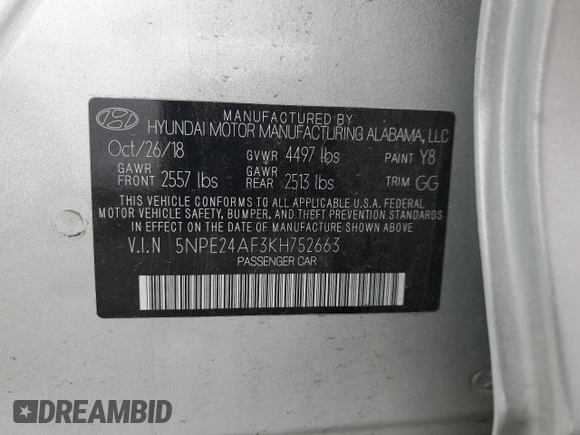 MANUFACTURED BY
HYUNDAI MOTOR MANUFACTURING ALABAMA, LLC
Oct/26/18 GVWR 4497 lbs PAINT Y8
GAWR FRONT 2557 lbs GAWR REAR 2513 lbs TRIM GG
THIS VEHICLE CONFORMS TO ALL APPLICABLE U.S.A. FEDERAL
MOTOR VEHICLE SAFETY, BUMPER, AND THEFT PREVENTION STANDARDS
IN EFFECT ON THE DATE OF MANUFACTURE SHOWN ABOVE.
V.I.N 5NPE24AF3KH752663
PASSENGER CAR
DREAMBID